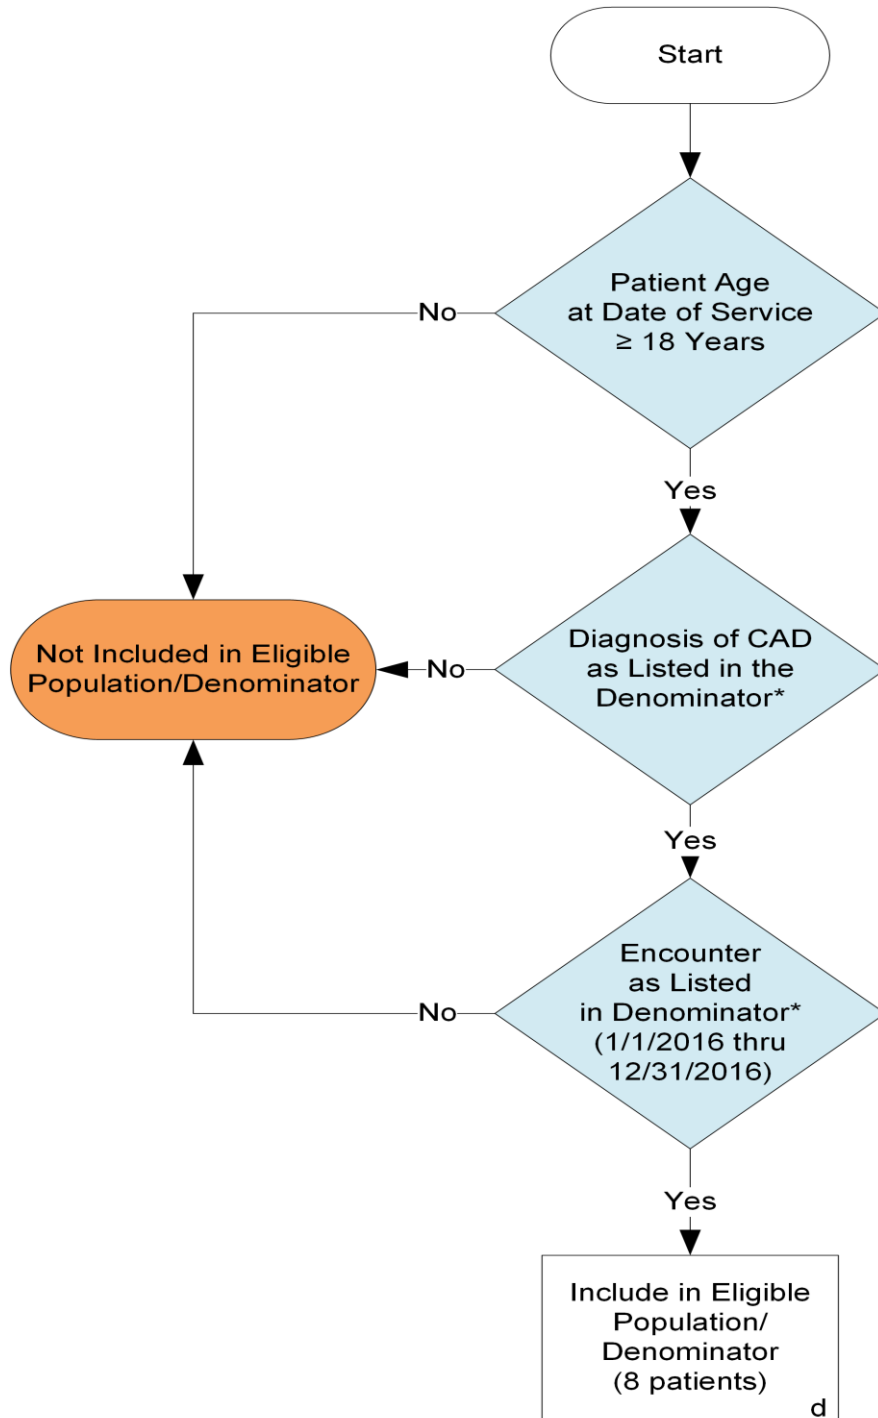 Start
Patient Age
at Date of Service
≥ 18 Years
No
Yes
Diagnosis of CAD
as Listed in the
Denominator*
No
Not Included in Eligible
Population/Denominator
Yes
Encounter
as Listed
in Denominator*
(1/1/2016 thru
12/31/2016)
No
Yes
Include in Eligible
Population/
Denominator
(8 patients)
d